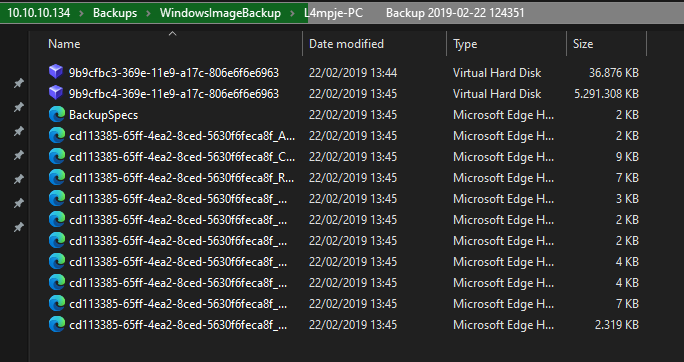 10.10.10.134 > Backups > WindowsImageBackup > L4mpje-PC Backup 2019-02-22 124351
Name Date modified Type Size
9b9cfbc3-369e-11e9-a17c-806e6f6e6963 22/02/2019 13:44 Virtual Hard Disk 36.876 KB
9b9cfbc4-369e-11e9-a17c-806e6f6e6963 22/02/2019 13:45 Virtual Hard Disk 5.291.308 KB
BackupSpecs 22/02/2019 13:45 Microsoft Edge H... 2 KB
cd113385-65ff-4ea2-8ced-5630f6feca8f_A... 22/02/2019 13:45 Microsoft Edge H... 2 KB
cd113385-65ff-4ea2-8ced-5630f6feca8f_C... 22/02/2019 13:45 Microsoft Edge H... 9 KB
cd113385-65ff-4ea2-8ced-5630f6feca8f_R... 22/02/2019 13:45 Microsoft Edge H... 7 KB
cd113385-65ff-4ea2-8ced-5630f6feca8f_... 22/02/2019 13:45 Microsoft Edge H... 3 KB
cd113385-65ff-4ea2-8ced-5630f6feca8f_... 22/02/2019 13:45 Microsoft Edge H... 2 KB
cd113385-65ff-4ea2-8ced-5630f6feca8f_... 22/02/2019 13:45 Microsoft Edge H... 2 KB
cd113385-65ff-4ea2-8ced-5630f6feca8f_... 22/02/2019 13:45 Microsoft Edge H... 4 KB
cd113385-65ff-4ea2-8ced-5630f6feca8f_... 22/02/2019 13:45 Microsoft Edge H... 4 KB
cd113385-65ff-4ea2-8ced-5630f6feca8f_... 22/02/2019 13:45 Microsoft Edge H... 7 KB
cd113385-65ff-4ea2-8ced-5630f6feca8f_... 22/02/2019 13:45 Microsoft Edge H... 2.319 KB